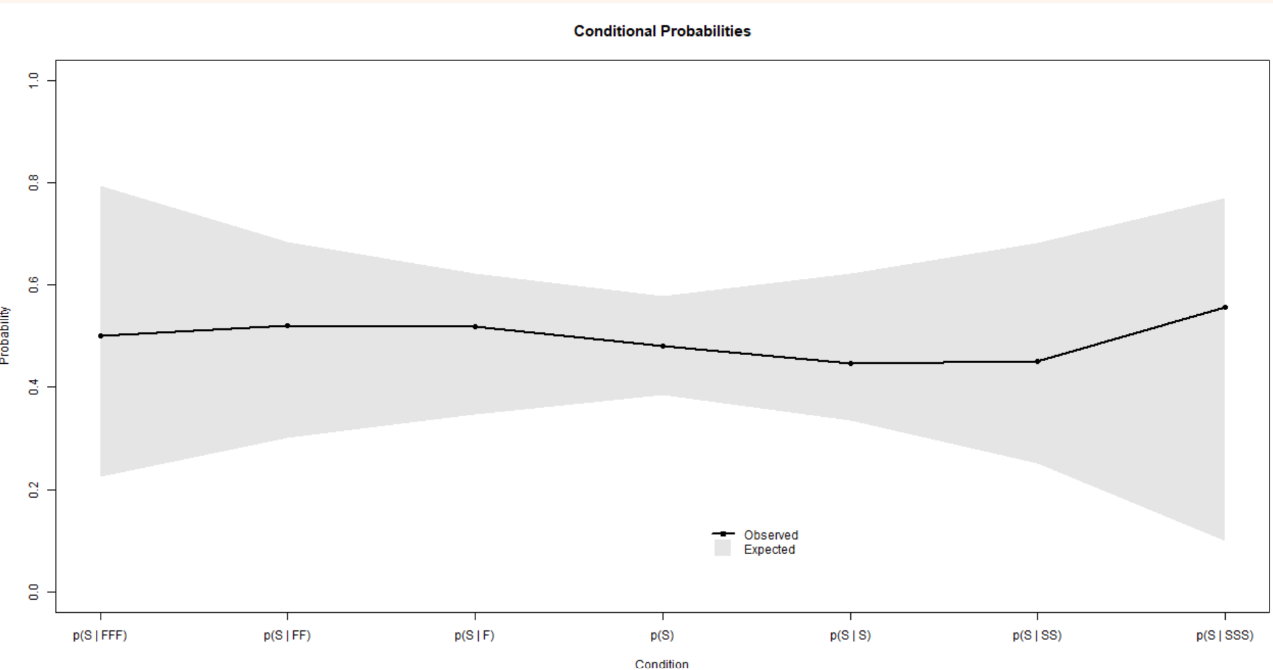 Conditional Probabilities
1.0
0.8
0.6
0.4
0.2
0.0
Probability
Observed
Expected
p(S | FFF)
p(S | FF)
p(S | F)
p(S)
p(S | S)
p(S | SS)
p(S | SSS)
Condition